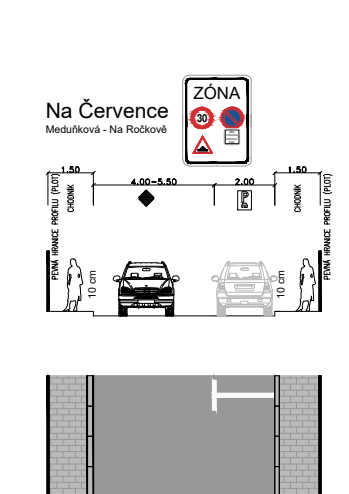 ZÓNA
30
Na Července
Meduňková - Na Ročkově
1.50
4.00-5.50
2.00
1.50
PEVNÁ HRANICE PROFILU (PLOT)
CHODNÍK
P
CHODNÍK
PEVNÁ HRANICE PROFILU (PLOT)
10 cm
10 cm